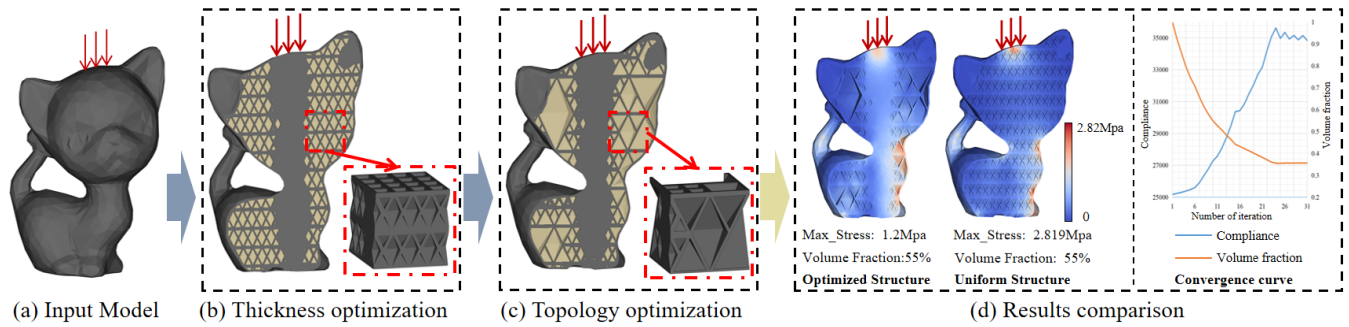 2.82Mpa
0
Max_Stress: 1.2Mpa
Volume Fraction:55%
Optimized Structure
Max_Stress: 2.819Mpa
Volume Fraction: 55%
Uniform Structure
Compliance
35000
33000
31000
29000
27000
25000
1
0.9
0.8
0.7
0.6
0.5
0.4
0.3
0.2
Volume fraction
1 6 11 16 21 26 31
Number of iteration
Compliance
Volume fraction
Convergence curve
(a) Input Model
(b) Thickness optimization
(c) Topology optimization
(d) Results comparison